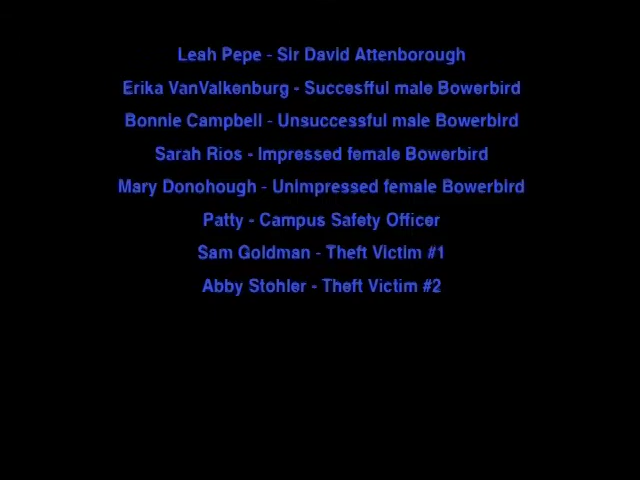 Leah Pepe - Sir David Attenborough
Erika VanValkenburg - Succesfful male Bowerbird
Bonnie Campbell - Unsuccessful male Bowerbird
Sarah Rios - Impressed female Bowerbird
Mary Donohough - Unimpressed female Bowerbird
Patty - Campus Safety Officer
Sam Goldman - Theft Victim #1
Abby Stohler - Theft Victim #2